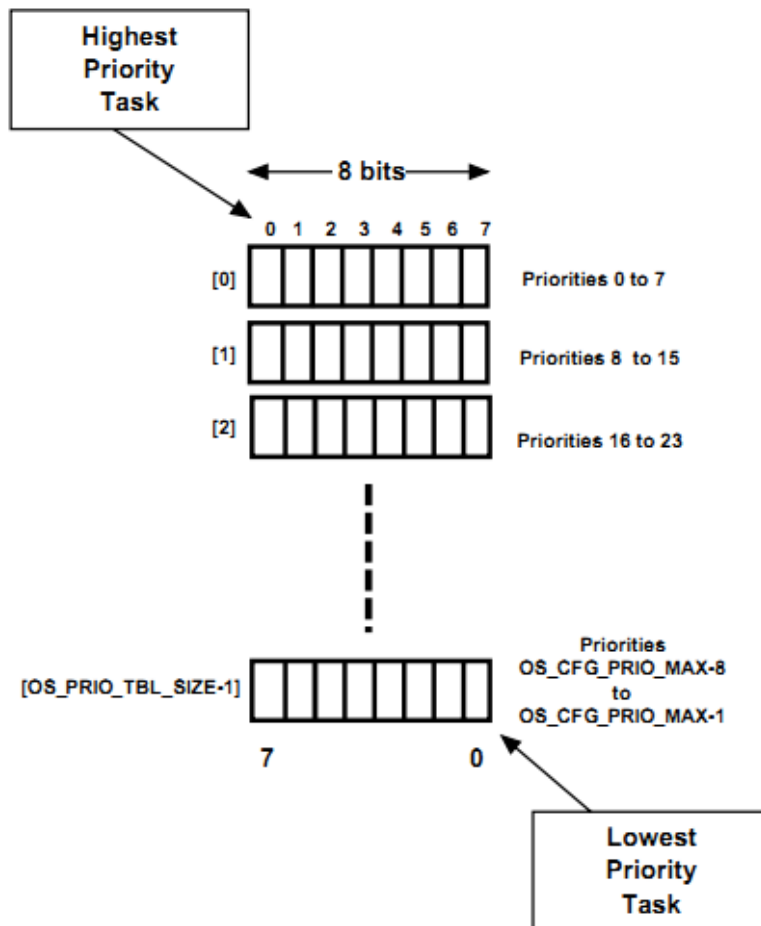 Highest
Priority
Task
8 bits
0 1 2 3 4 5 6 7
[0] Priorities 0 to 7
[1] Priorities 8 to 15
[2] Priorities 16 to 23
Priorities
[OS_PRIO_TBL_SIZE-1] OS_CFG_PRIO_MAX-8
to
OS_CFG_PRIO_MAX-1
7 0
Lowest
Priority
Task